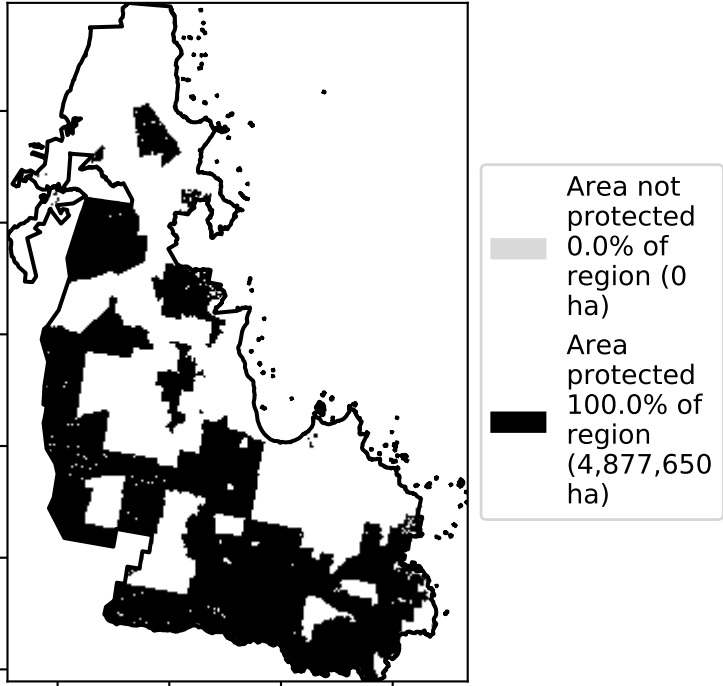 Area not
protected
0.0% of
region (0
ha)
Area
protected
100.0% of
region
(4,877,650
ha)